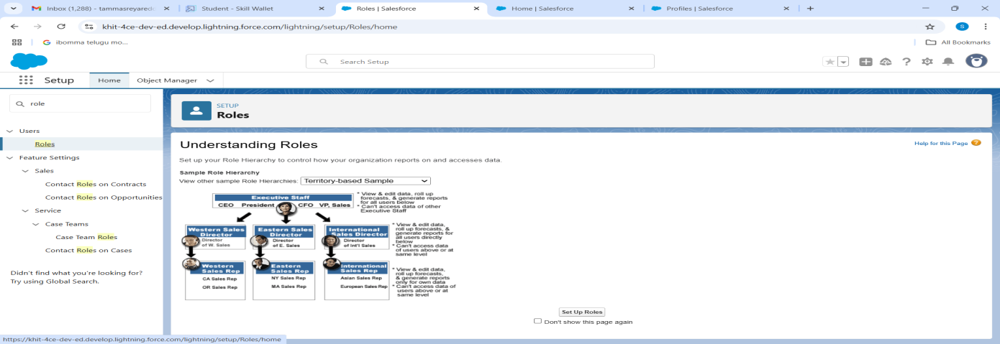 Inbox (1,288) - tammasreyaredd
Student - Skill Wallet
Roles | Salesforce
Home | Salesforce
Profiles | Salesforce
khit-4ce-dev-ed.develop.lightning.force.com/lightning/setup/Roles/home
S
ibomma telugu mo...
All Bookmarks
Search Setup
Setup
Home
Object Manager
role
SETUP
Roles
Users
Roles
Feature Settings
Sales
Contact Roles on Contracts
Contact Roles on Opportunities
Service
Case Teams
Case Team Roles
Contact Roles on Cases
Didn't find what you're looking for?
Try using Global Search.
Understanding Roles
Help for this Page
Set up your Role Hierarchy to control how your organization reports on and accesses data.
Sample Role Hierarchy
View other sample Role Hierarchies: Territory-based Sample
Executive Staff
CEO President CFO VP, Sales
* View & edit data, roll up
forecasts, & generate reports
for all users below
* Can't access data of other
Executive Staff
Western Sales
Director
Director
of W. Sales
Eastern Sales
Director
Director
of E. Sales
International
Sales Director
Director
of Int'l Sales
* View & edit data,
roll up forecasts, &
generate reports for
all users directly
below
* Can't access data
of users above or at
same level
Western
Sales Rep
CA Sales Rep
OR Sales Rep
Eastern
Sales Rep
NY Sales Rep
MA Sales Rep
International
Sales Rep
Asian Sales Rep
European Sales Rep
* View & edit data,
roll up forecasts,
& generate reports
only for own data
* Can't access data of
users above or at
same level
Set Up Roles
Don't show this page again
https://khit-4ce-dev-ed.develop.lightning.force.com/lightning/setup/Roles/home